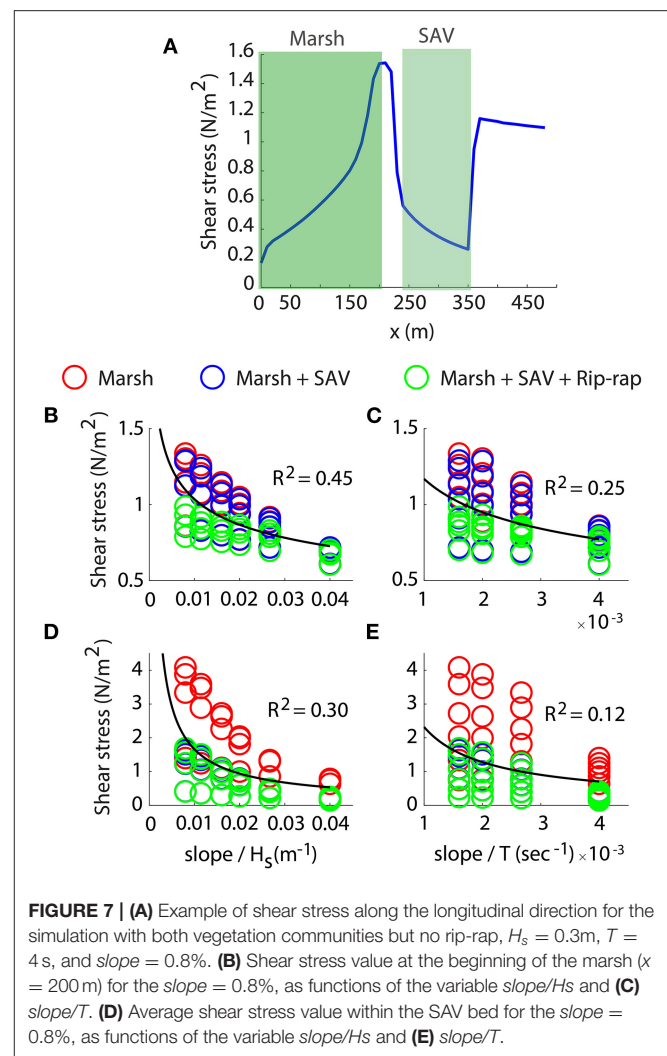 A
Marsh
SAV
Shear stress (N/m²)
1.6
1.4
1.2
1
0.8
0.6
0.4
0.2
0
0 50 150 250 350 450
x (m)
Marsh
Marsh + SAV
Marsh + SAV + Rip-rap
B
Shear stress (N/m²)
1.5
1
0.5
R² = 0.45
0 0.01 0.02 0.03 0.04
C
1.5
1
0.5
R² = 0.25
1 2 3 4
×10⁻³
D
Shear stress (N/m²)
4
3
2
1
0
R² = 0.30
0 0.01 0.02 0.03 0.04
slope / Hₛ(m⁻¹)
E
4
3
2
1
0
R² = 0.12
1 2 3 4
slope / T (sec⁻¹) ×10⁻³
FIGURE 7 | (A) Example of shear stress along the longitudinal direction for the
simulation with both vegetation communities but no rip-rap, Hₛ = 0.3m, T =
4 s, and slope = 0.8%. (B) Shear stress value at the beginning of the marsh (x
= 200 m) for the slope = 0.8%, as functions of the variable slope/Hs and (C)
slope/T. (D) Average shear stress value within the SAV bed for the slope =
0.8%, as functions of the variable slope/Hs and (E) slope/T.